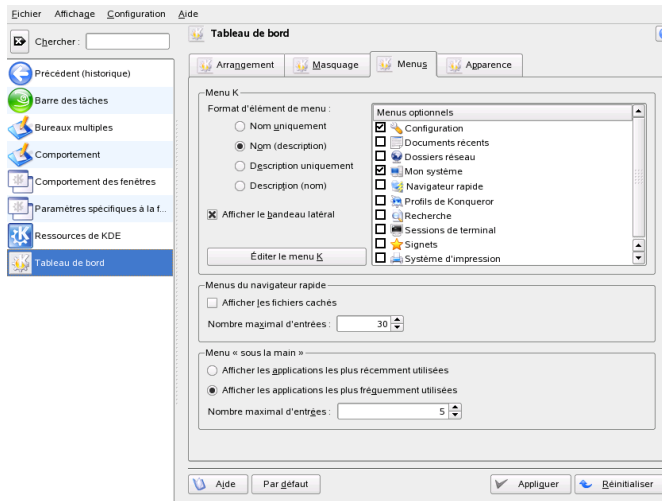 Eichier Affichage Configuration Aide
Chercher :
Précédent (historique)
Barre des tâches
Bureaux multiples
Comportement
Comportement des fenêtres
Paramètres spécifiques à la f...
Ressources de KDE
Tableau de bord
Tableau de bord
Arrangement Masquage Menus Apparence
Menu K
Format d'élément de menu :
Nom uniquement
Nom (description)
Description uniquement
Description (nom)
Afficher le bandeau latéral
Éditer le menu K
Menus optionnels
Configuration
Documents récents
Dossiers réseau
Mon système
Navigateur rapide
Profils de Konqueror
Recherche
Sessions de terminal
Signets
Système d'impression
Menus du navigateur rapide
Afficher les fichiers cachés
Nombre maximal d'entrées : 30
Menu « sous la main »
Afficher les applications les plus récemment utilisées
Afficher les applications les plus fréquemment utilisées
Nombre maximal d'entrées : 5
Aide Par défaut Appliquer Réinitialiser